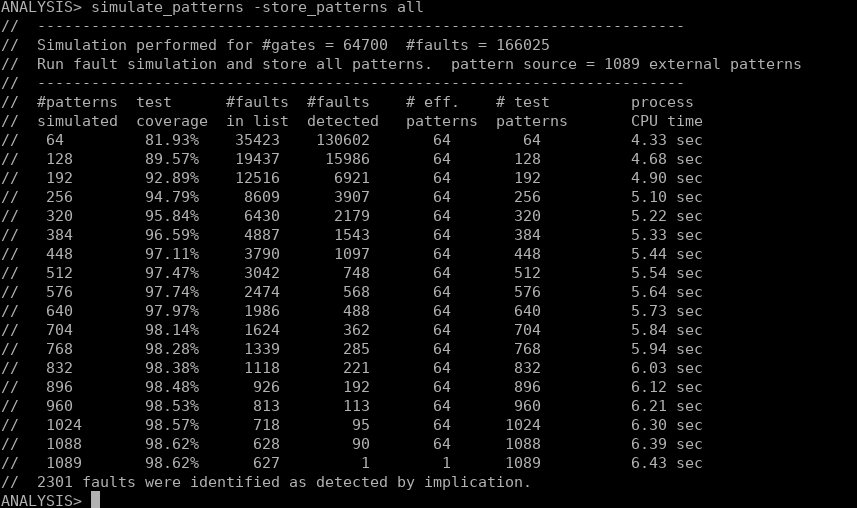 ANALYSIS> simulate_patterns -store_patterns all
//  ------------------------------------------------------------------------
//  Simulation performed for #gates = 64700  #faults = 166025
//  Run fault simulation and store all patterns.  pattern source = 1089 external patterns
//  ------------------------------------------------------------------------
//  #patterns  test      #faults  #faults    # eff.    # test         process
//  simulated  coverage  in list  detected   patterns  patterns       CPU time
//   64         81.93%    35423    130602       64        64          4.33 sec
//   128        89.57%    19437     15986       64       128          4.68 sec
//   192        92.89%    12516      6921       64       192          4.90 sec
//   256        94.79%     8609      3907       64       256          5.10 sec
//   320        95.84%     6430      2179       64       320          5.22 sec
//   384        96.59%     4887      1543       64       384          5.33 sec
//   448        97.11%     3790      1097       64       448          5.44 sec
//   512        97.47%     3042       748       64       512          5.54 sec
//   576        97.74%     2474       568       64       576          5.64 sec
//   640        97.97%     1986       488       64       640          5.73 sec
//   704        98.14%     1624       362       64       704          5.84 sec
//   768        98.28%     1339       285       64       768          5.94 sec
//   832        98.38%     1118       221       64       832          6.03 sec
//   896        98.48%      926       192       64       896          6.12 sec
//   960        98.53%      813       113       64       960          6.21 sec
//   1024       98.57%      718        95       64      1024          6.30 sec
//   1088       98.62%      628        90       64      1088          6.39 sec
//   1089       98.62%      627         1        1      1089          6.43 sec
//  2301 faults were identified as detected by implication.
ANALYSIS>